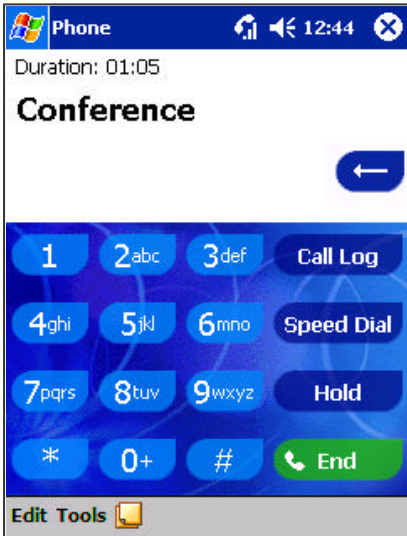 Phone 12:44
Duration: 01:05
Conference
1 2abc 3def Call Log
4ghi 5jkl 6mno Speed Dial
7pqrs 8tuv 9wxyz Hold
* 0+ # End
Edit Tools